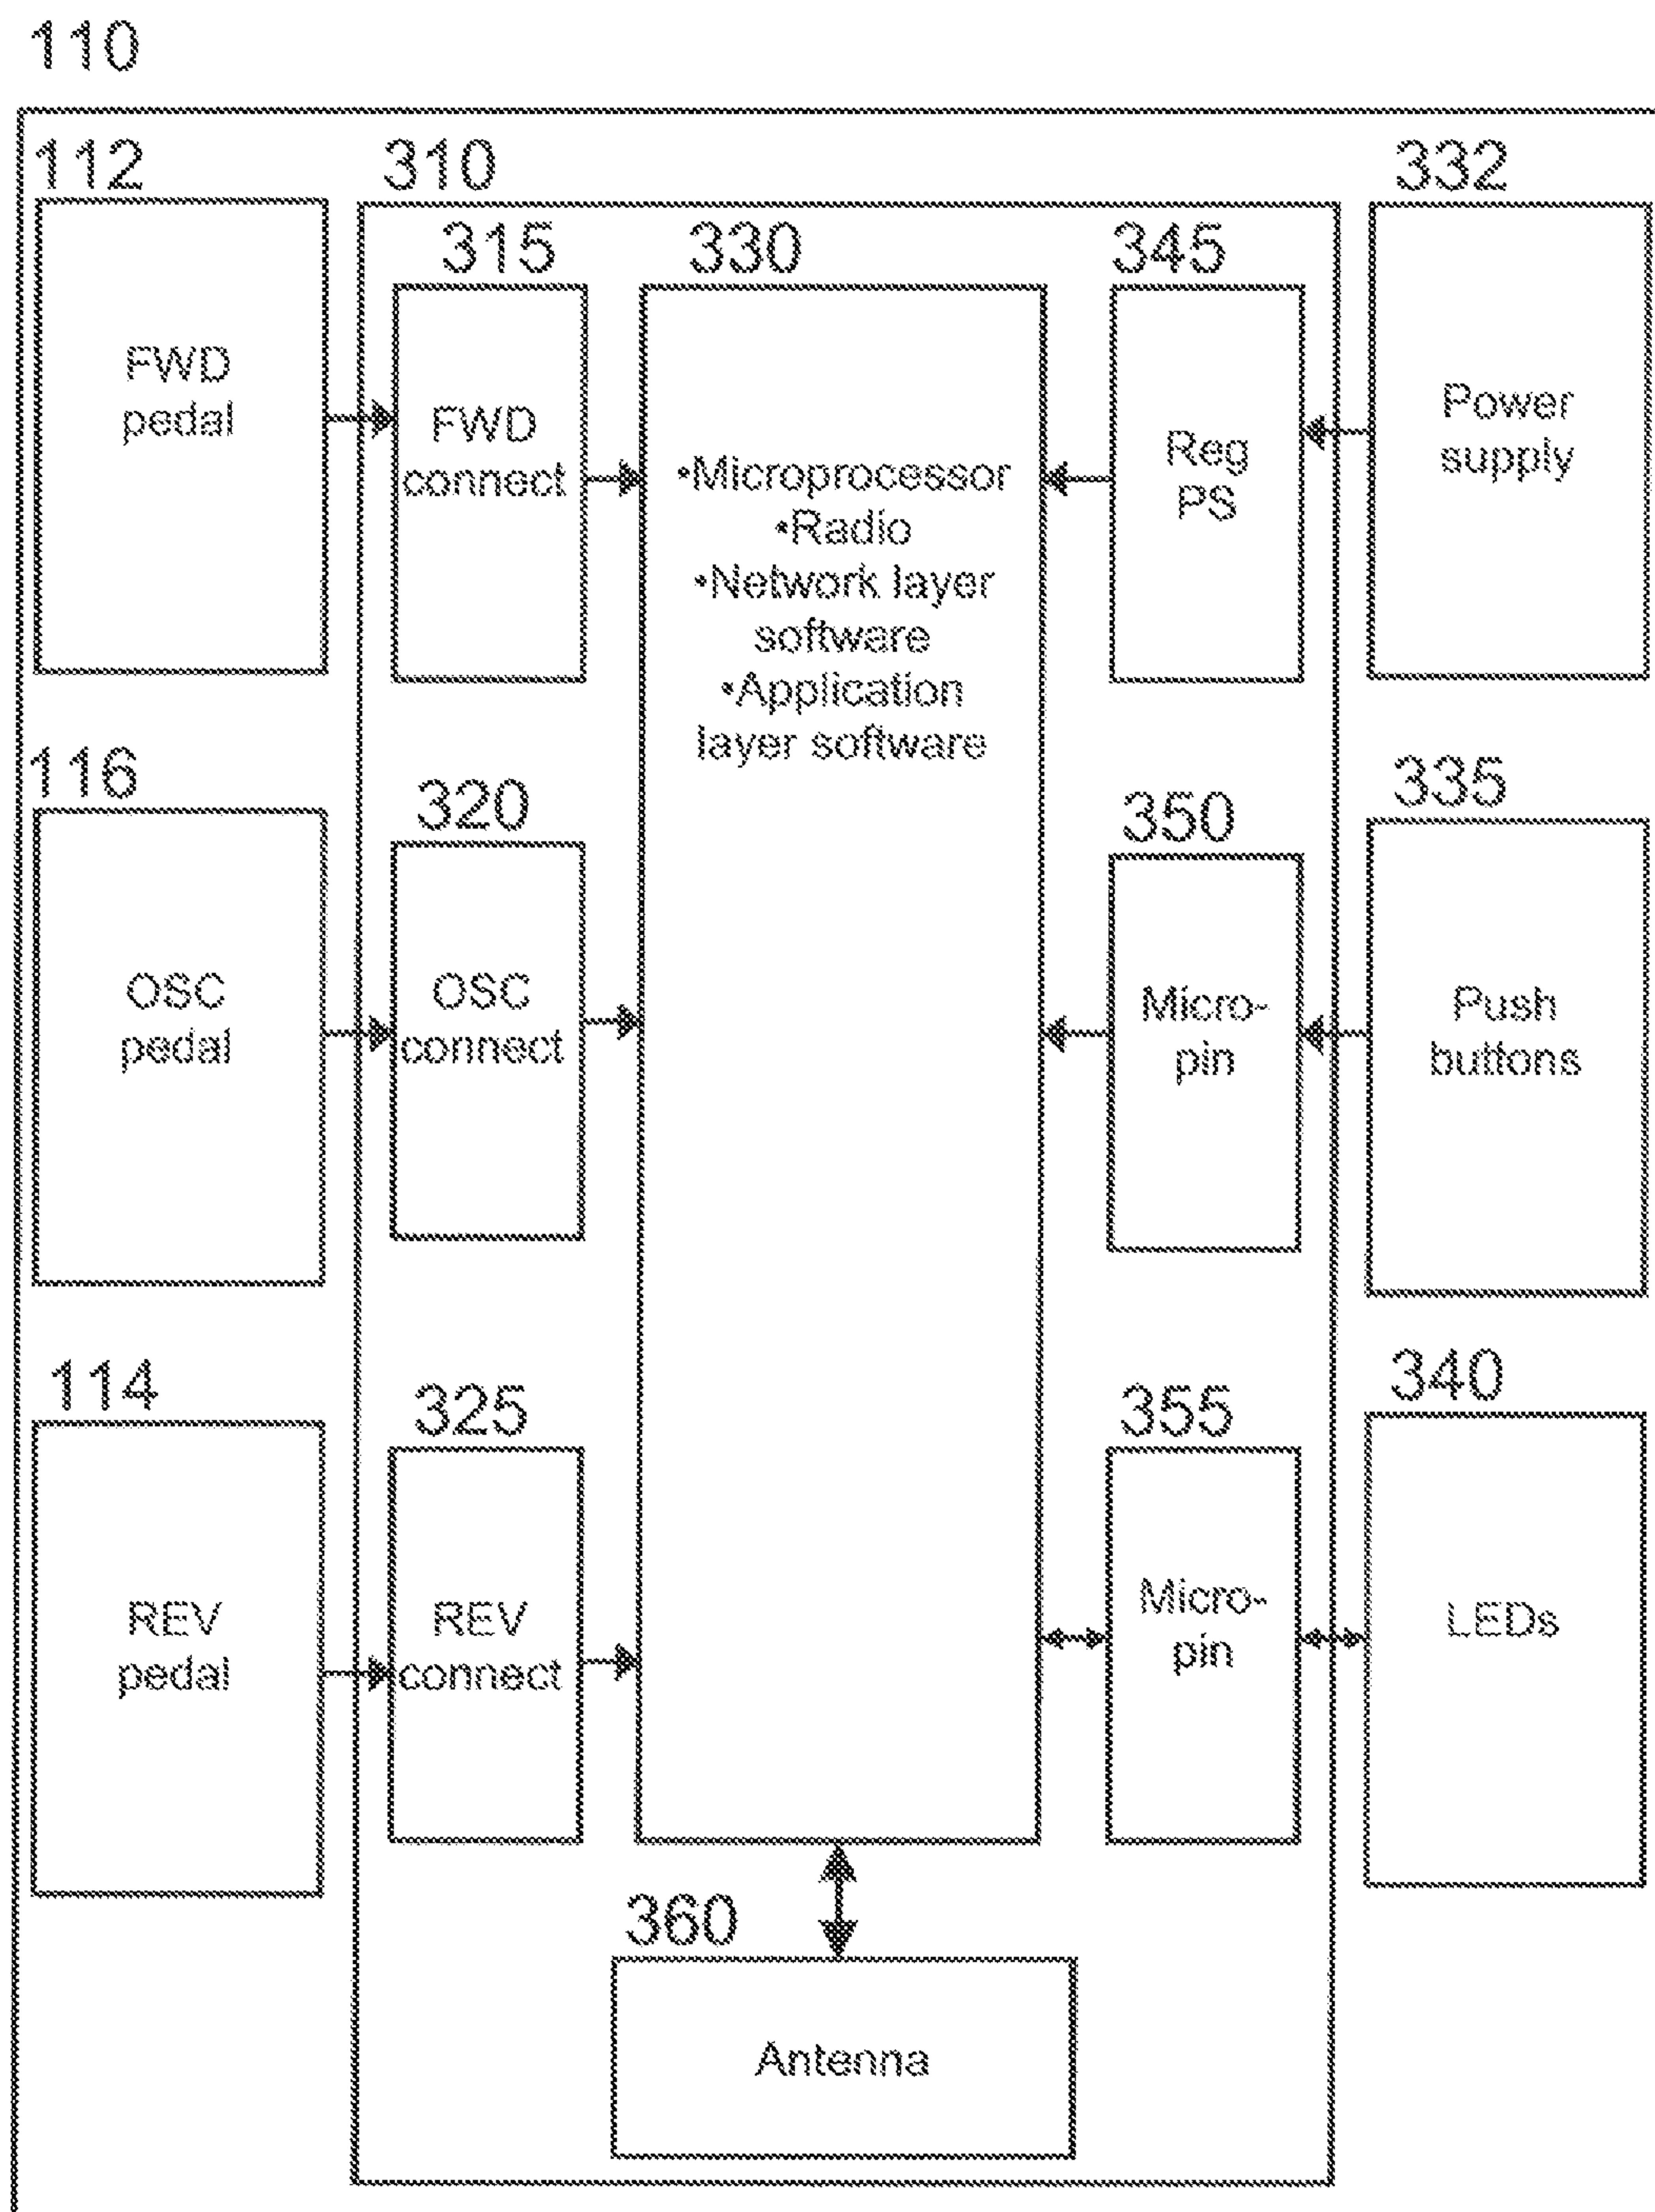 110
112
310
332
315
330
345
FWD
pedal
FWD
connect
•Microprocessor
•Radio
•Network layer
software
•Application
layer software
Reg
PS
Power
supply
116
320
350
335
OSC
pedal
OSC
connect
Micro-
pin
Push
buttons
114
325
355
340
REV
pedal
REV
connect
Micro-
pin
LEDs
360
Antenna